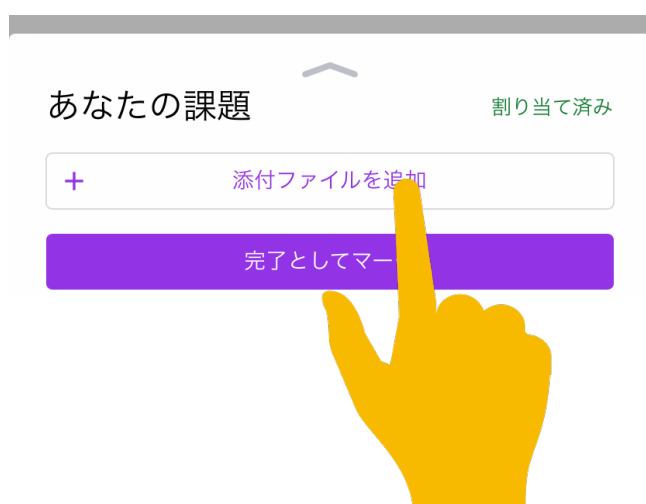 あなたの課題
割り当て済み
+ 添付ファイルを追加
完了としてマー